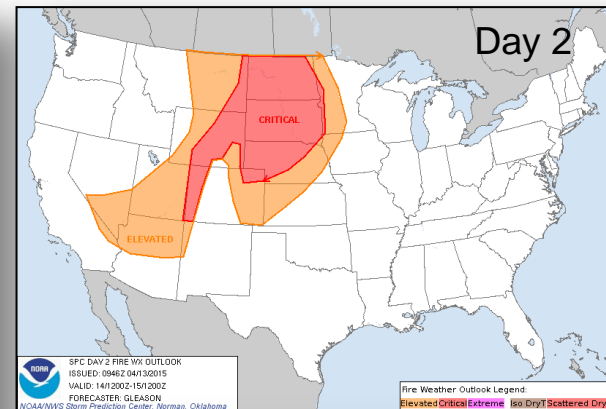 Day 2
CRITICAL
ELEVATED
NOAA
SPC DAY 2 FIRE WX OUTLOOK
ISSUED: 0946Z 04/13/2015
VALID: 14/1200Z-15/1200Z
FORECASTER: GLEASON
NOAA/NWS Storm Prediction Center, Norman, Oklahoma
Fire Weather Outlook Legend:
Elevated Critical Extreme Iso DryT Scattered Dry